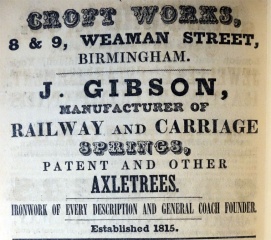 CROFT WORKS,
8 & 9, WEAMAN STREET,
BIRMINGHAM.
J. GIBSON,
MANUFACTURER OF
RAILWAY AND CARRIAGE
SPRINGS,
PATENT AND OTHER
AXLETREES.
IRONWORK OF EVERY DESCRIPTION AND GENERAL COACH FOUNDER.
Established 1815.